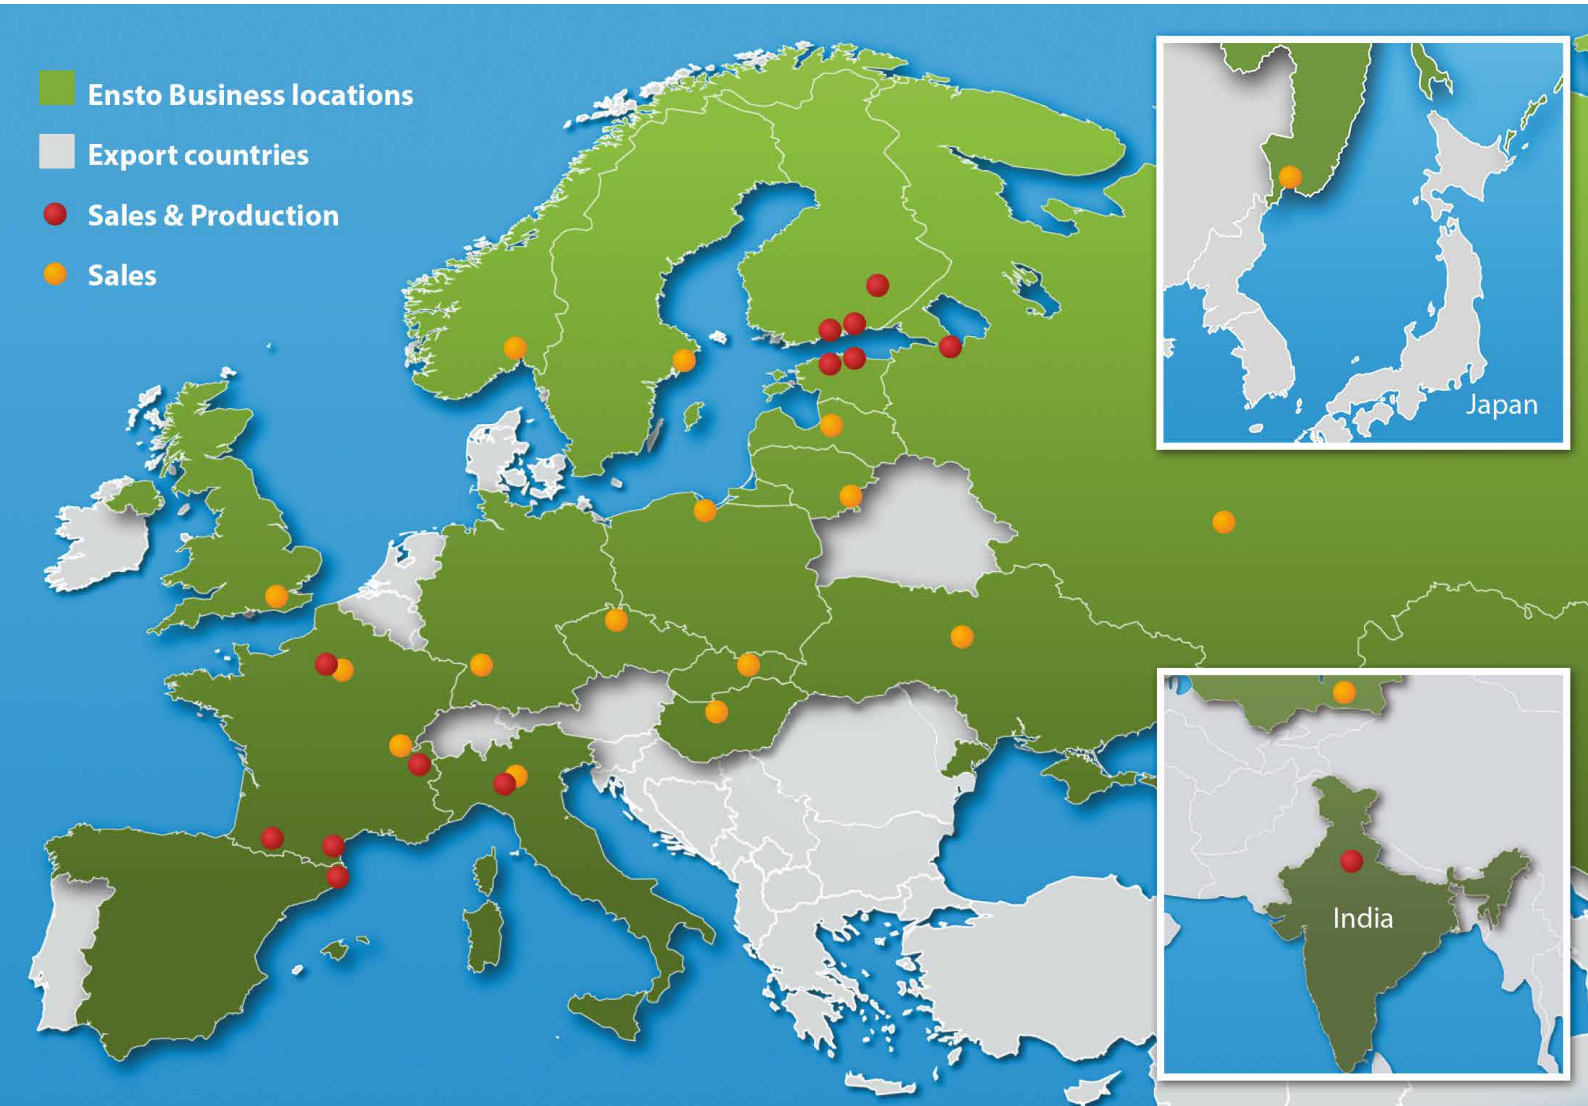 Ensto Business locations
Export countries
Sales & Production
Sales
Japan
India